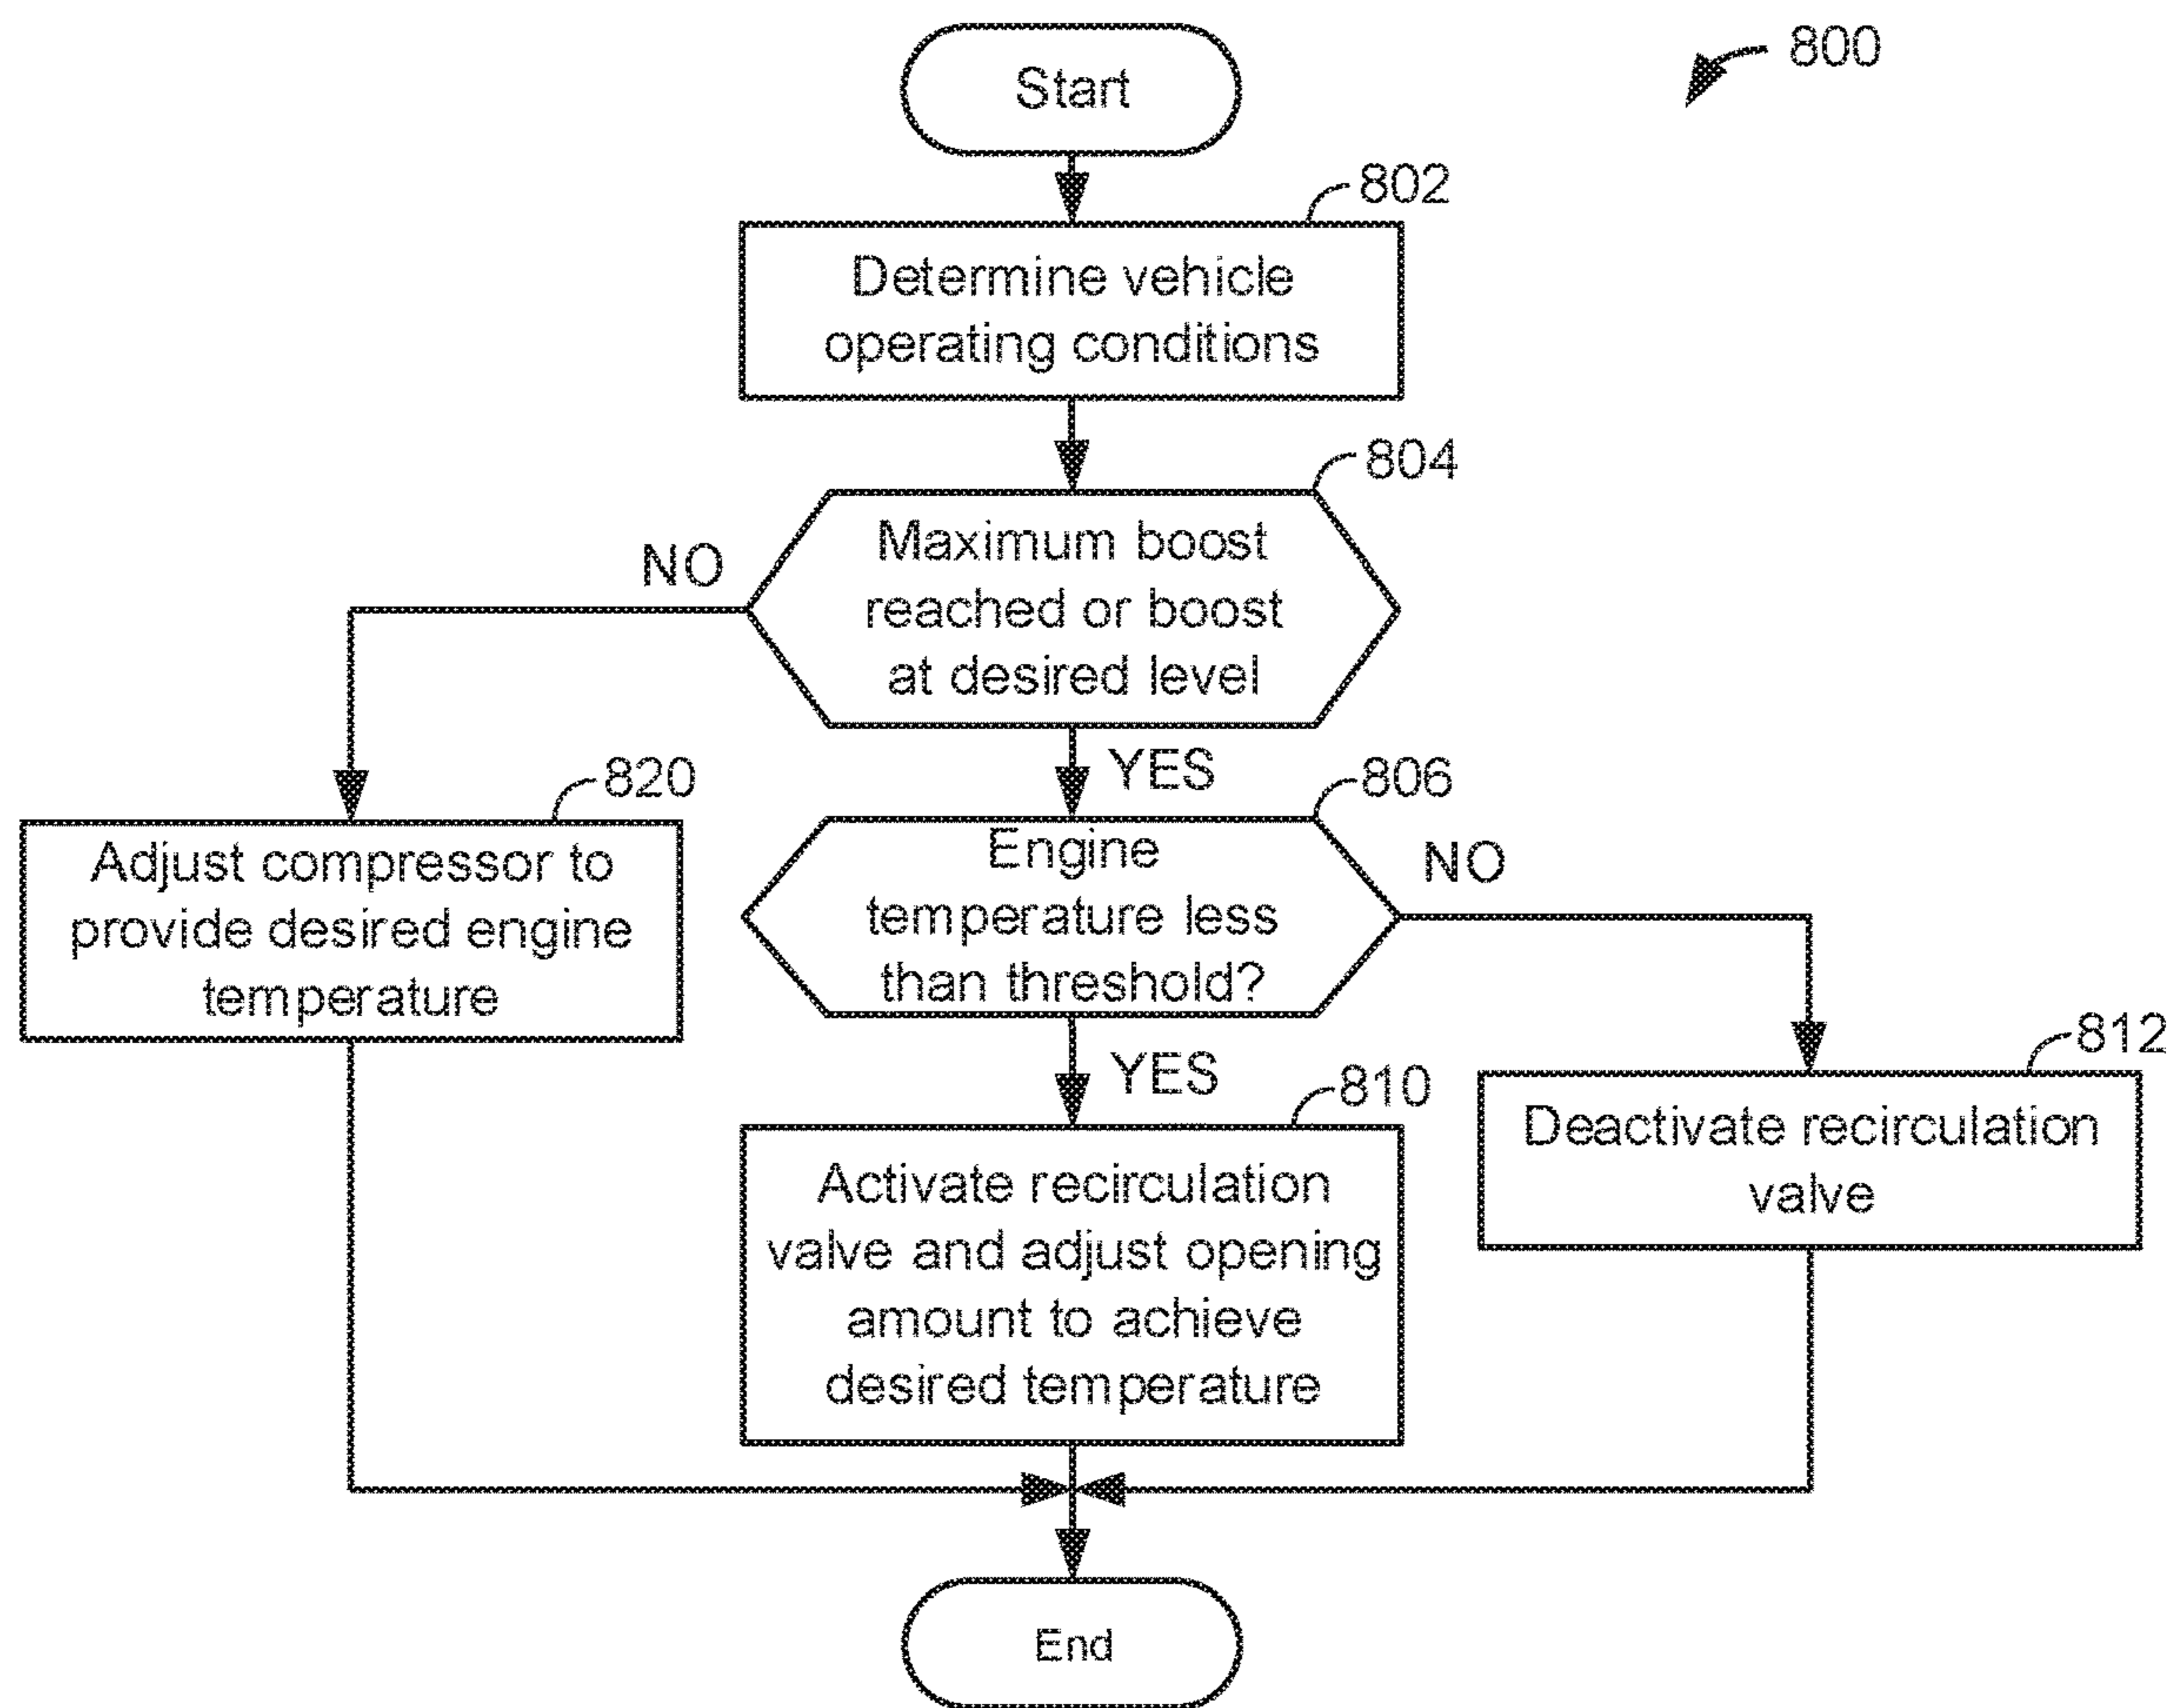 800
Start
802
Determine vehicle
operating conditions
804
Maximum boost
reached or boost
at desired level
NO
YES
820
Adjust compressor to
provide desired engine
temperature
806
Engine
temperature less
than threshold?
NO
YES
812
Deactivate recirculation
valve
810
Activate recirculation
valve and adjust opening
amount to achieve
desired temperature
End